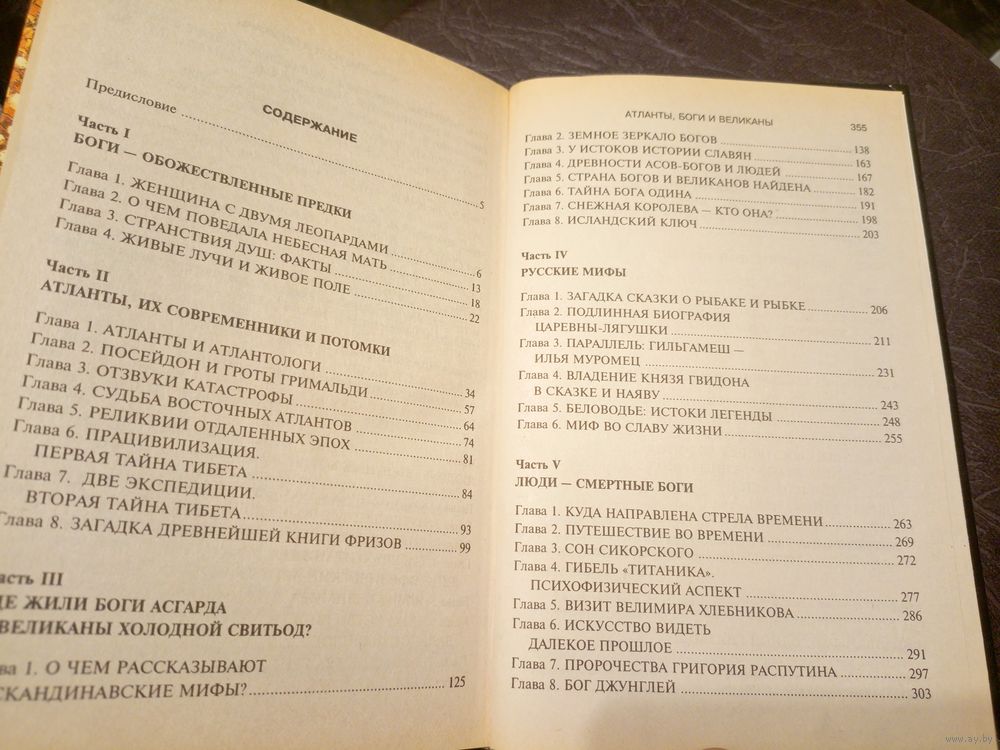 СОДЕРЖАНИЕ
Предисловие 5
Часть I
БОГИ — ОБОЖЕСТВЛЕННЫЕ ПРЕДКИ
Глава 1. ЖЕНЩИНА С ДВУМЯ ЛЕОПАРДАМИ 6
Глава 2. О ЧЕМ ПОВЕДАЛА НЕБЕСНАЯ МАТЬ 13
Глава 3. СТРАНСТВИЯ ДУШ: ФАКТЫ 18
Глава 4. ЖИВЫЕ ЛУЧИ И ЖИВОЕ ПОЛЕ 22
Часть II
АТЛАНТЫ, ИХ СОВРЕМЕННИКИ И ПОТОМКИ
Глава 1. АТЛАНТЫ И АТЛАНТОЛОГИ 34
Глава 2. ПОСЕЙДОН И ГРОТЫ ГРИМАЛЬДИ 57
Глава 3. ОТЗВУКИ КАТАСТРОФЫ 64
Глава 4. СУДЬБА ВОСТОЧНЫХ АТЛАНТОВ 74
Глава 5. РЕЛИКВИИ ОТДАЛЕННЫХ ЭПОХ 81
Глава 6. ПРАЦИВИЛИЗАЦИЯ.
ПЕРВАЯ ТАЙНА ТИБЕТА 84
Глава 7. ДВЕ ЭКСПЕДИЦИИ.
ВТОРАЯ ТАЙНА ТИБЕТА 93
Глава 8. ЗАГАДКА ДРЕВНЕЙШЕЙ КНИГИ ФРИЗОВ 99
асть III
ДЕ ЖИЛИ БОГИ АСГАРДА
ВЕЛИКАНЫ ХОЛОДНОЙ СВИТЬОД?
ва 1. О ЧЕМ РАССКАЗЫВАЮТ
СКАНДИНАВСКИЕ МИФЫ? 125
АТЛАНТЫ, БОГИ И ВЕЛИКАНЫ 355
Глава 2. ЗЕМНОЕ ЗЕРКАЛО БОГОВ 138
Глава 3. У ИСТОКОВ ИСТОРИИ СЛАВЯН 163
Глава 4. ДРЕВНОСТИ АСОВ-БОГОВ И ЛЮДЕЙ 167
Глава 5. СТРАНА БОГОВ И ВЕЛИКАНОВ НАЙДЕНА 182
Глава 6. ТАЙНА БОГА ОДИНА 191
Глава 7. СНЕЖНАЯ КОРОЛЕВА — КТО ОНА? 198
Глава 8. ИСЛАНДСКИЙ КЛЮЧ 203
Часть IV
РУССКИЕ МИФЫ
Глава 1. ЗАГАДКА СКАЗКИ О РЫБАКЕ И РЫБКЕ 206
Глава 2. ПОДЛИННАЯ БИОГРАФИЯ
ЦАРЕВНЫ-ЛЯГУШКИ 211
Глава 3. ПАРАЛЛЕЛЬ: ГИЛЬГАМЕШ —
ИЛЬЯ МУРОМЕЦ 231
Глава 4. ВЛАДЕНИЕ КНЯЗЯ ГВИДОНА
В СКАЗКЕ И НАЯВУ 243
Глава 5. БЕЛОВОДЬЕ: ИСТОКИ ЛЕГЕНДЫ 248
Глава 6. МИФ ВО СЛАВУ ЖИЗНИ 255
Часть V
ЛЮДИ — СМЕРТНЫЕ БОГИ
Глава 1. КУДА НАПРАВЛЕНА СТРЕЛА ВРЕМЕНИ 263
Глава 2. ПУТЕШЕСТВИЕ ВО ВРЕМЕНИ 269
Глава 3. СОН СИКОРСКОГО 272
Глава 4. ГИБЕЛЬ «ТИТАНИКА».
ПСИХОФИЗИЧЕСКИЙ АСПЕКТ 277
Глава 5. ВИЗИТ ВЕЛИМИРА ХЛЕБНИКОВА 286
Глава 6. ИСКУССТВО ВИДЕТЬ
ДАЛЕКОЕ ПРОШЛОЕ 291
Глава 7. ПРОРОЧЕСТВА ГРИГОРИЯ РАСПУТИНА 297
Глава 8. БОГ ДЖУНГЛЕЙ 303
www.ay.by